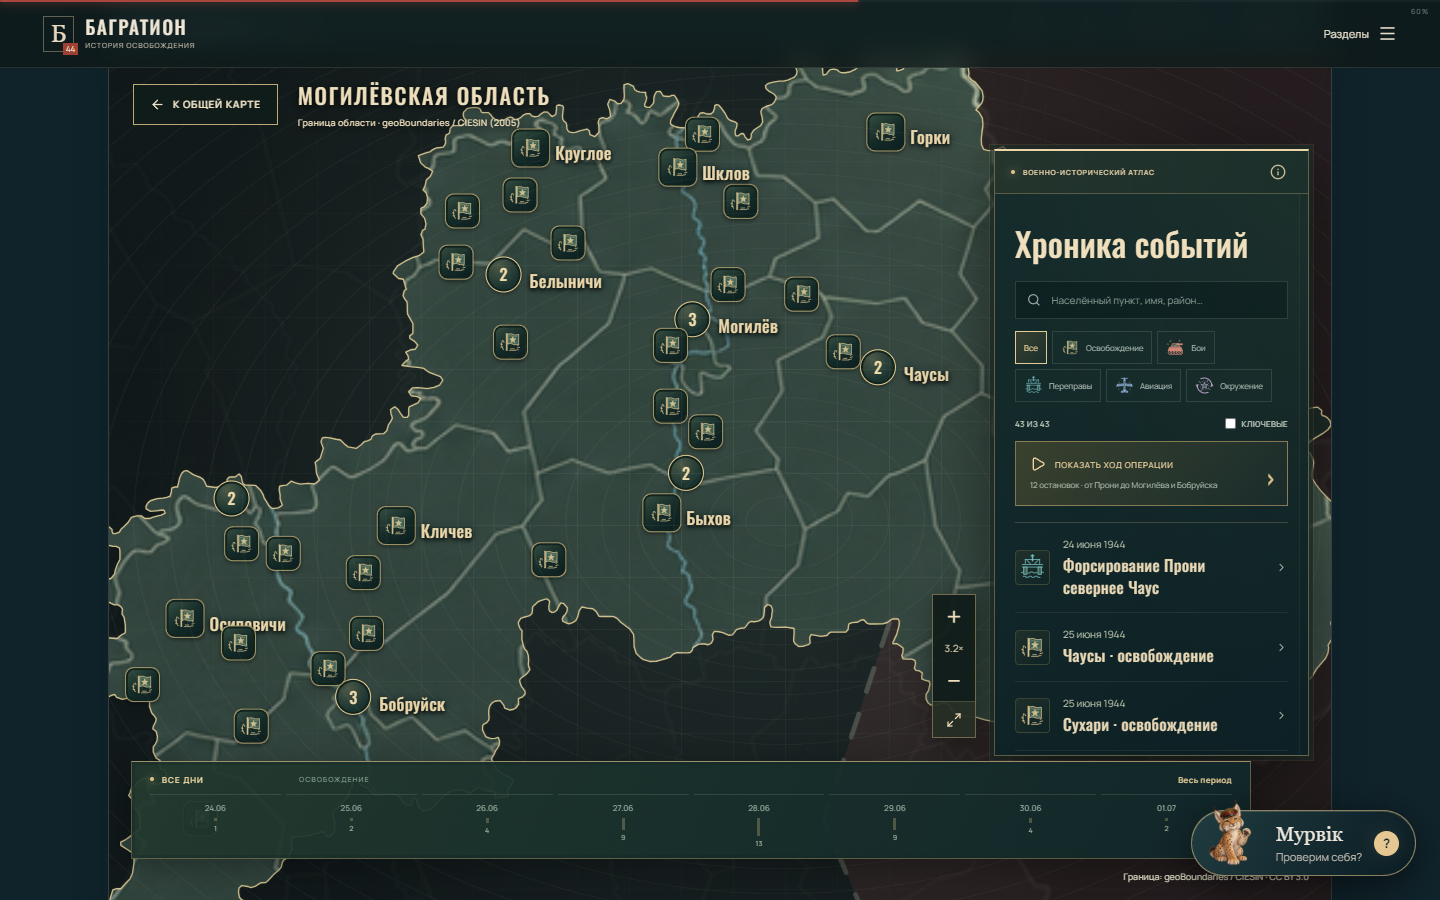 Б
44
БАГРАТИОН
ИСТОРИЯ ОСВОБОЖДЕНИЯ
Разделы
60%
К ОБЩЕЙ КАРТЕ
МОГИЛЁВСКАЯ ОБЛАСТЬ
Граница области · geoBoundaries / CIESIN (2005)
Круглое
Шклов
Горки
2
Белыничи
3
Могилёв
2
Чаусы
2
Быхов
2
Кличев
Осиповичи
3
Бобруйск
+
3.2×
−
ВОЕННО-ИСТОРИЧЕСКИЙ АТЛАС
Хроника событий
Населённый пункт, имя, район...
Все
Освобождение
Бои
Переправы
Авиация
Окружение
43 ИЗ 43
КЛЮЧЕВЫЕ
ПОКАЗАТЬ ХОД ОПЕРАЦИИ
12 остановок · от Прони до Могилёва и Бобруйска
24 июня 1944
Форсирование Прони
севернее Чаус
25 июня 1944
Чаусы · освобождение
25 июня 1944
Сухари · освобождение
ВСЕ ДНИ
ОСВОБОЖДЕНИЕ
Весь период
24.06
25.06
26.06
27.06
28.06
29.06
30.06
01.07
1
2
4
9
13
9
4
2
Мурвік
Проверим себя?
?
Граница: geoBoundaries / CIESIN · CC BY 3.0